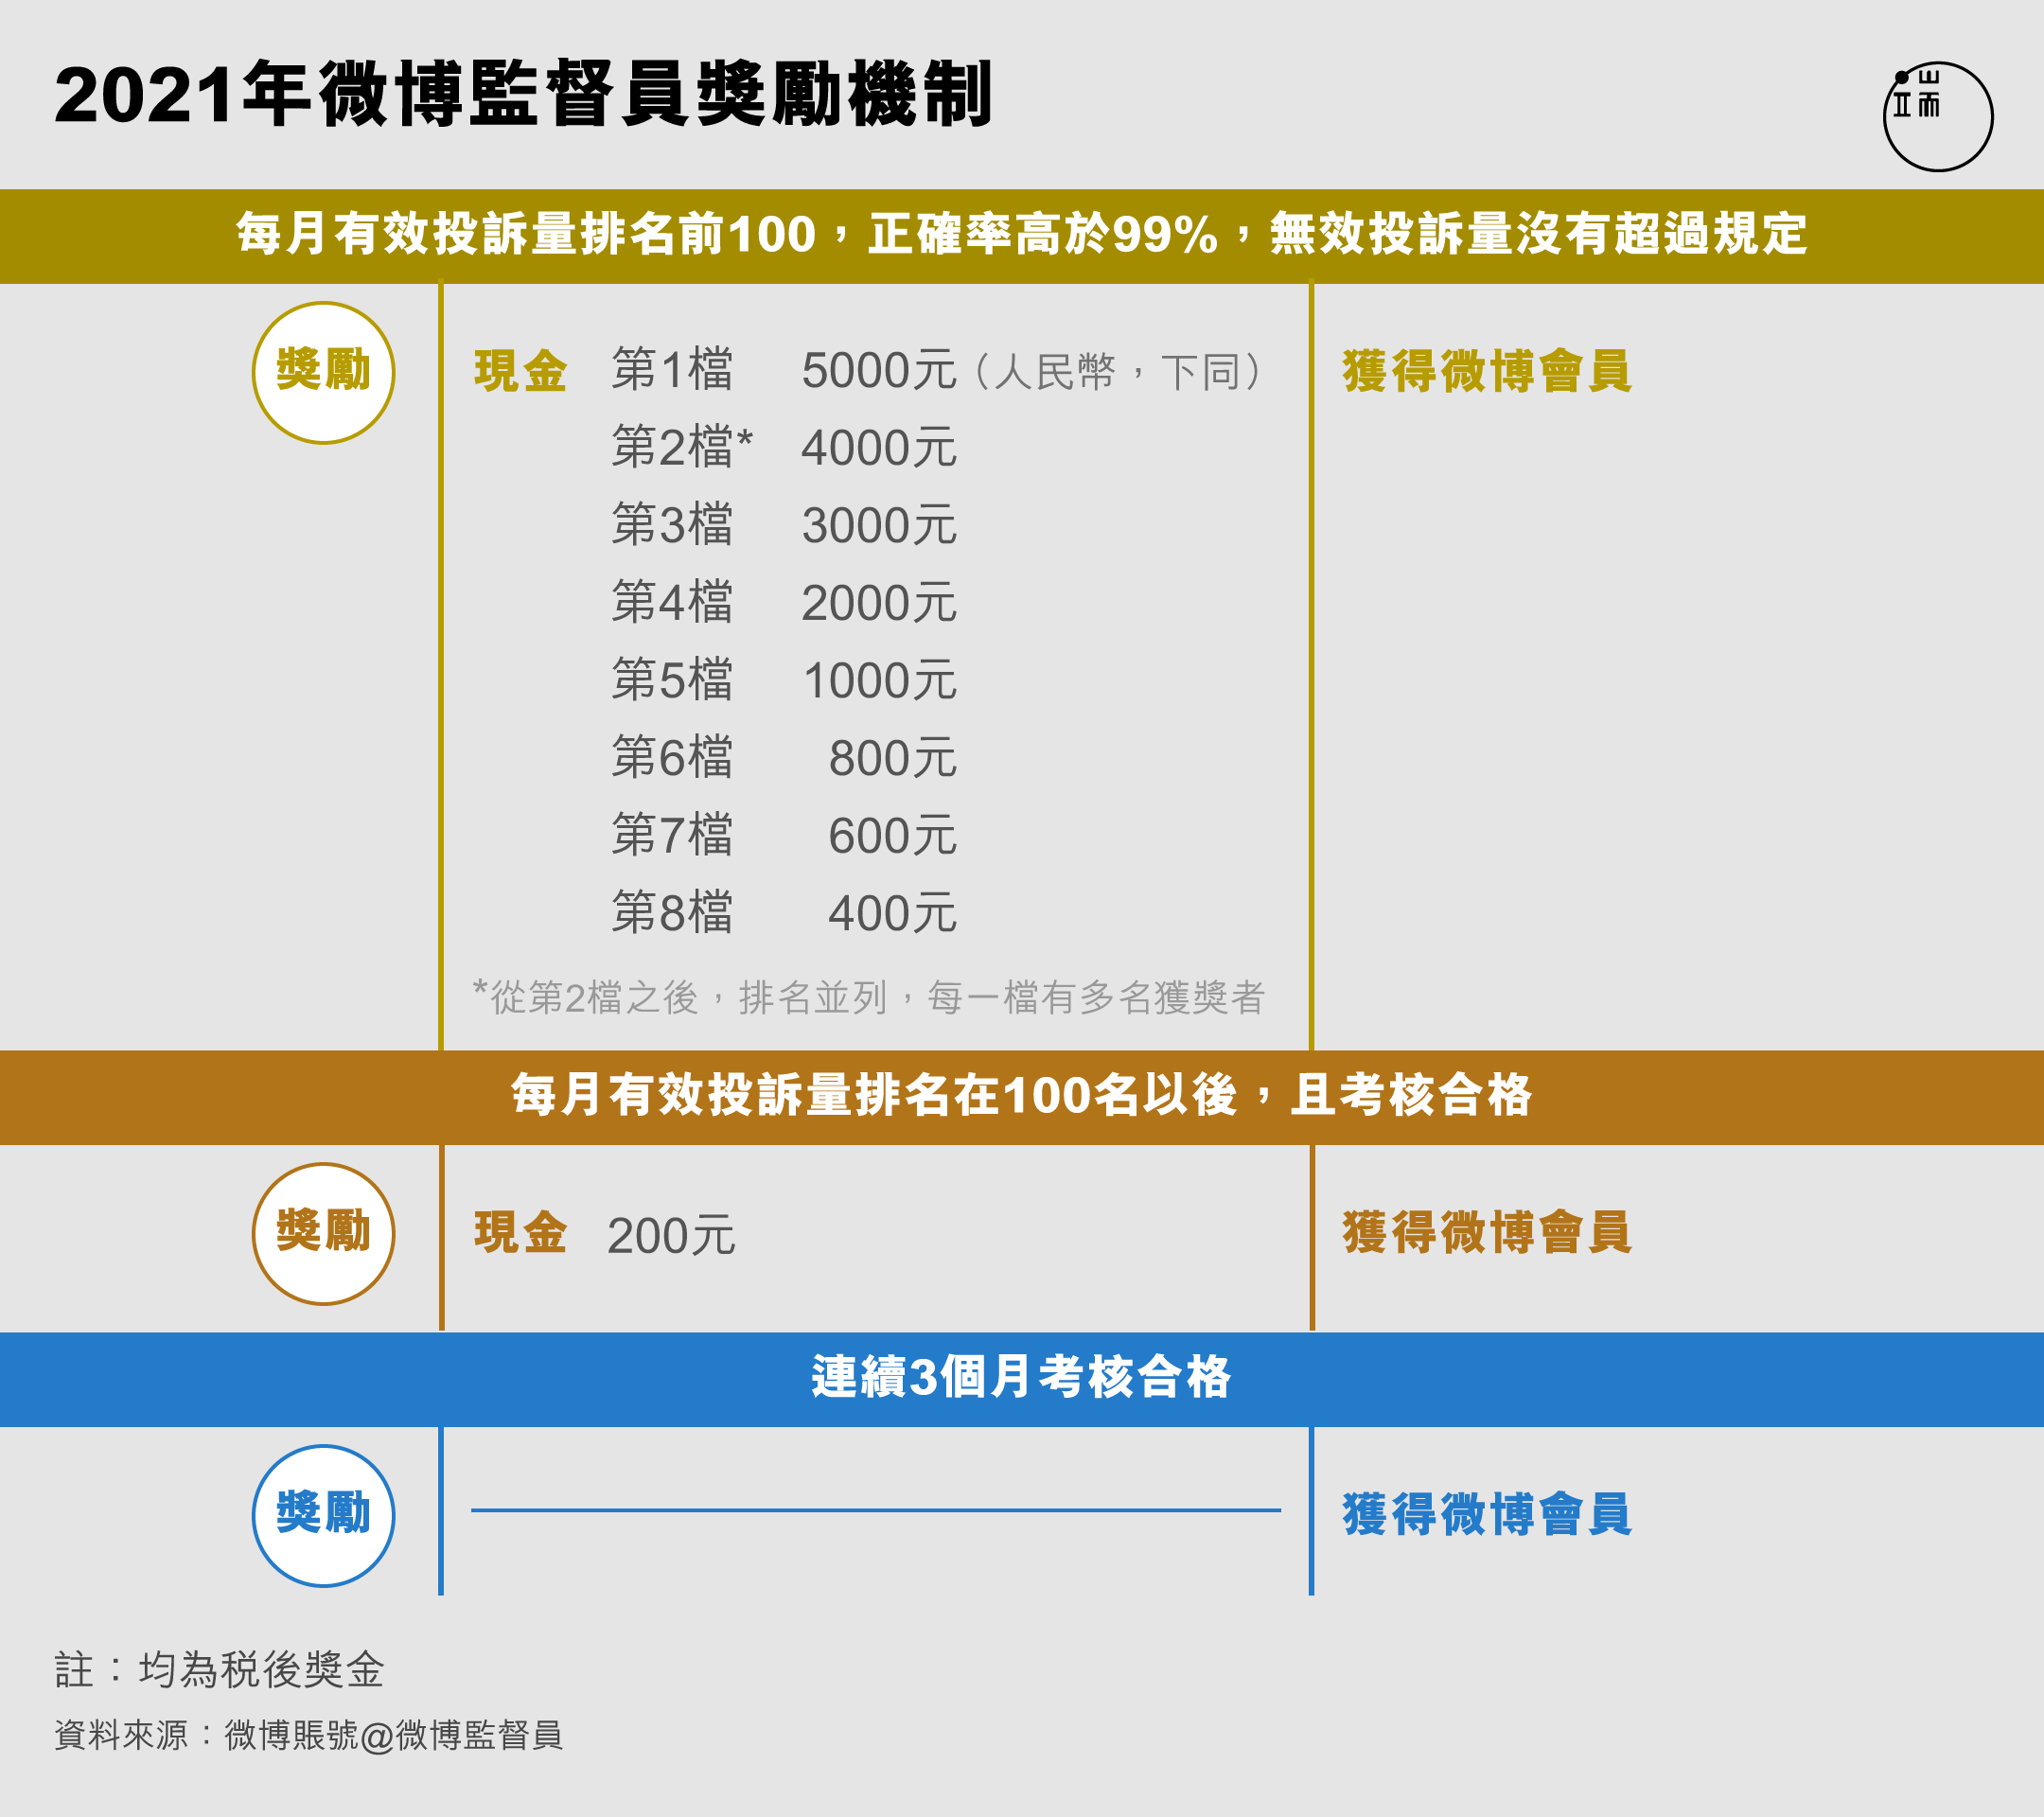 2021年微博監督員獎勵機制
端
每月有效投訴量排名前100，正確率高於99%，無效投訴量沒有超過規定
獎勵 現金 第1檔 5000元（人民幣，下同） 獲得微博會員
第2檔* 4000元
第3檔 3000元
第4檔 2000元
第5檔 1000元
第6檔 800元
第7檔 600元
第8檔 400元
*從第2檔之後，排名並列，每一檔有多名獲獎者
每月有效投訴量排名在100名以後，且考核合格
獎勵 現金 200元 獲得微博會員
連續3個月考核合格
獎勵 獲得微博會員
註：均為税後獎金
資料來源：微博賬號@微博監督員